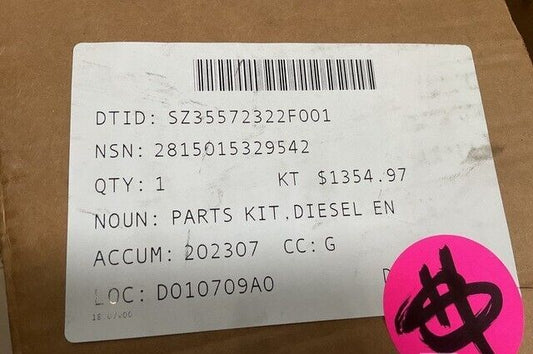 DTID: SZ35572322F001
NSN: 2815015329542
QTY: 1 KT $1354.97
NOUN: PARTS KIT,DIESEL EN
ACCUM: 202307 CC: G
LOC: D010709A0 D